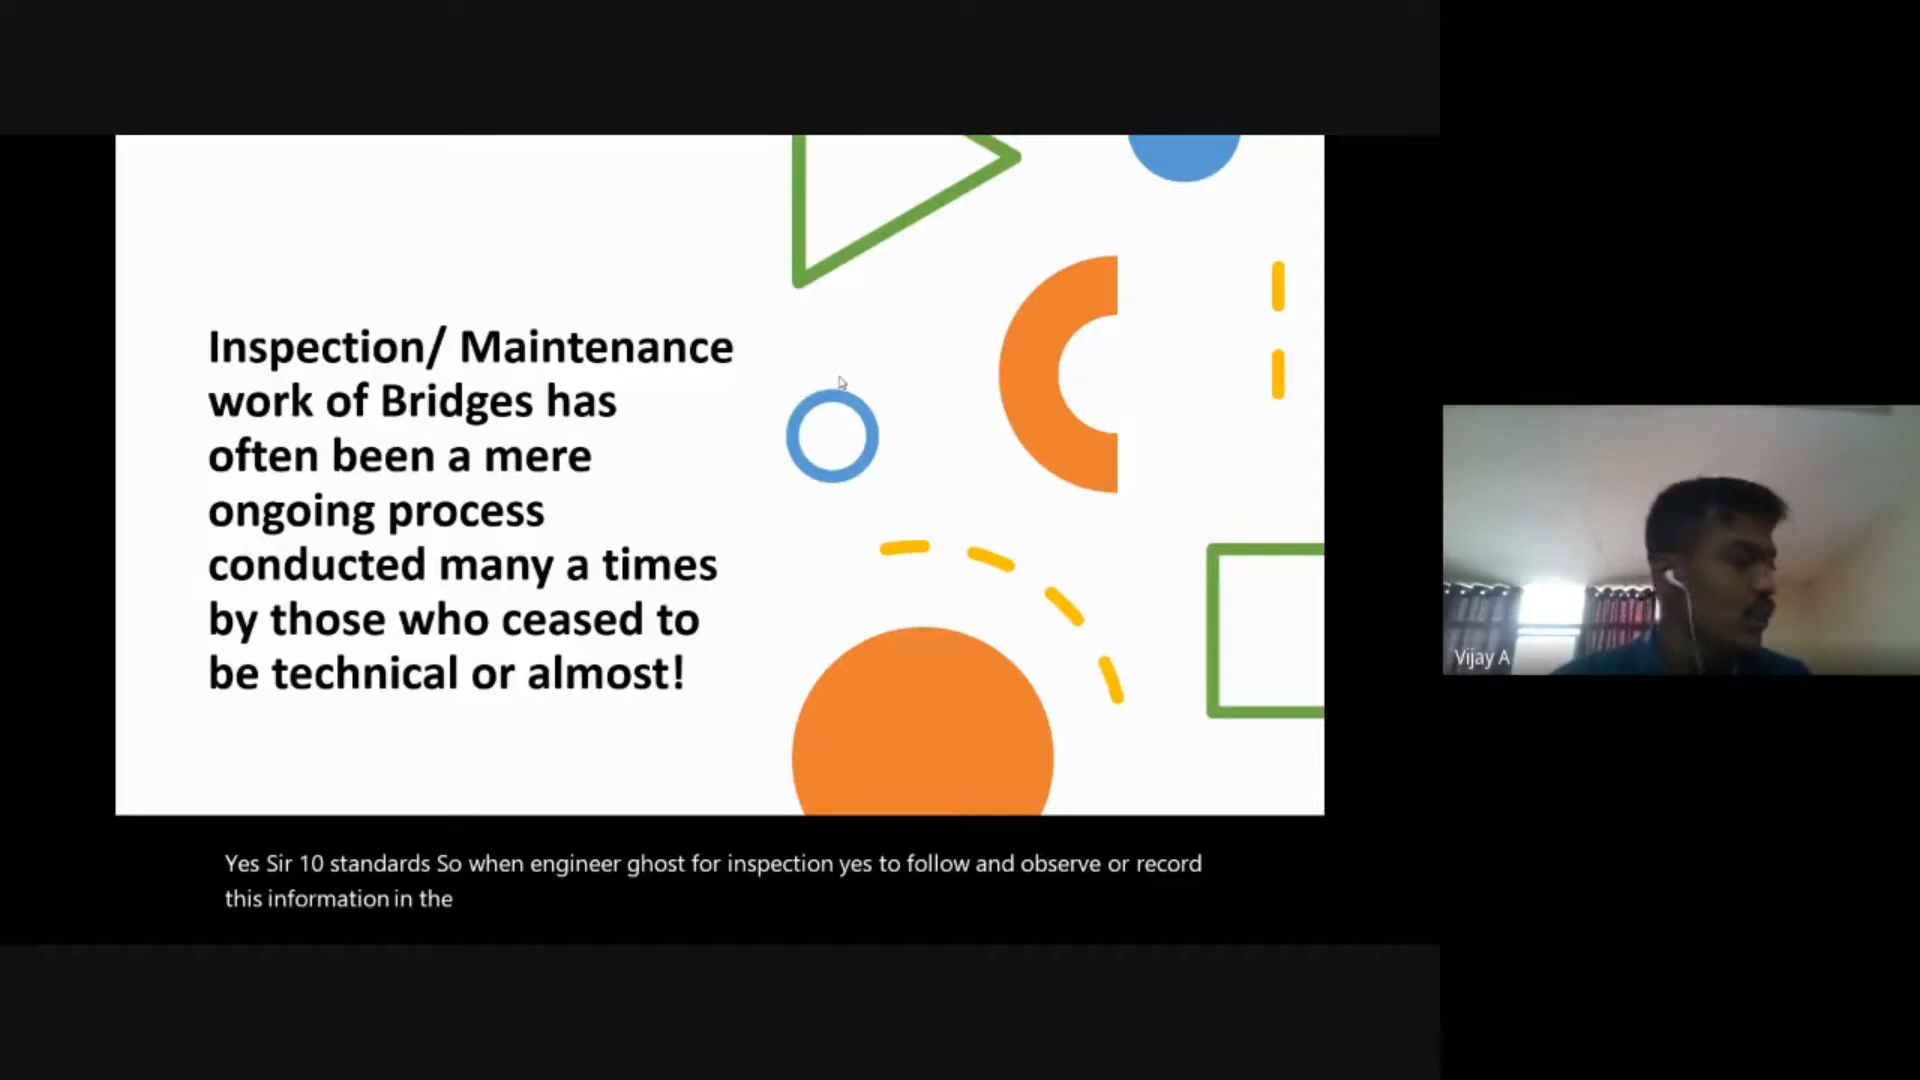 Inspection/ Maintenance
work of Bridges has
often been a mere
ongoing process
conducted many a times
by those who ceased to
be technical or almost!
Vijay A
Yes Sir 10 standards So when engineer ghost for inspection yes to follow and observe or record
this information in the